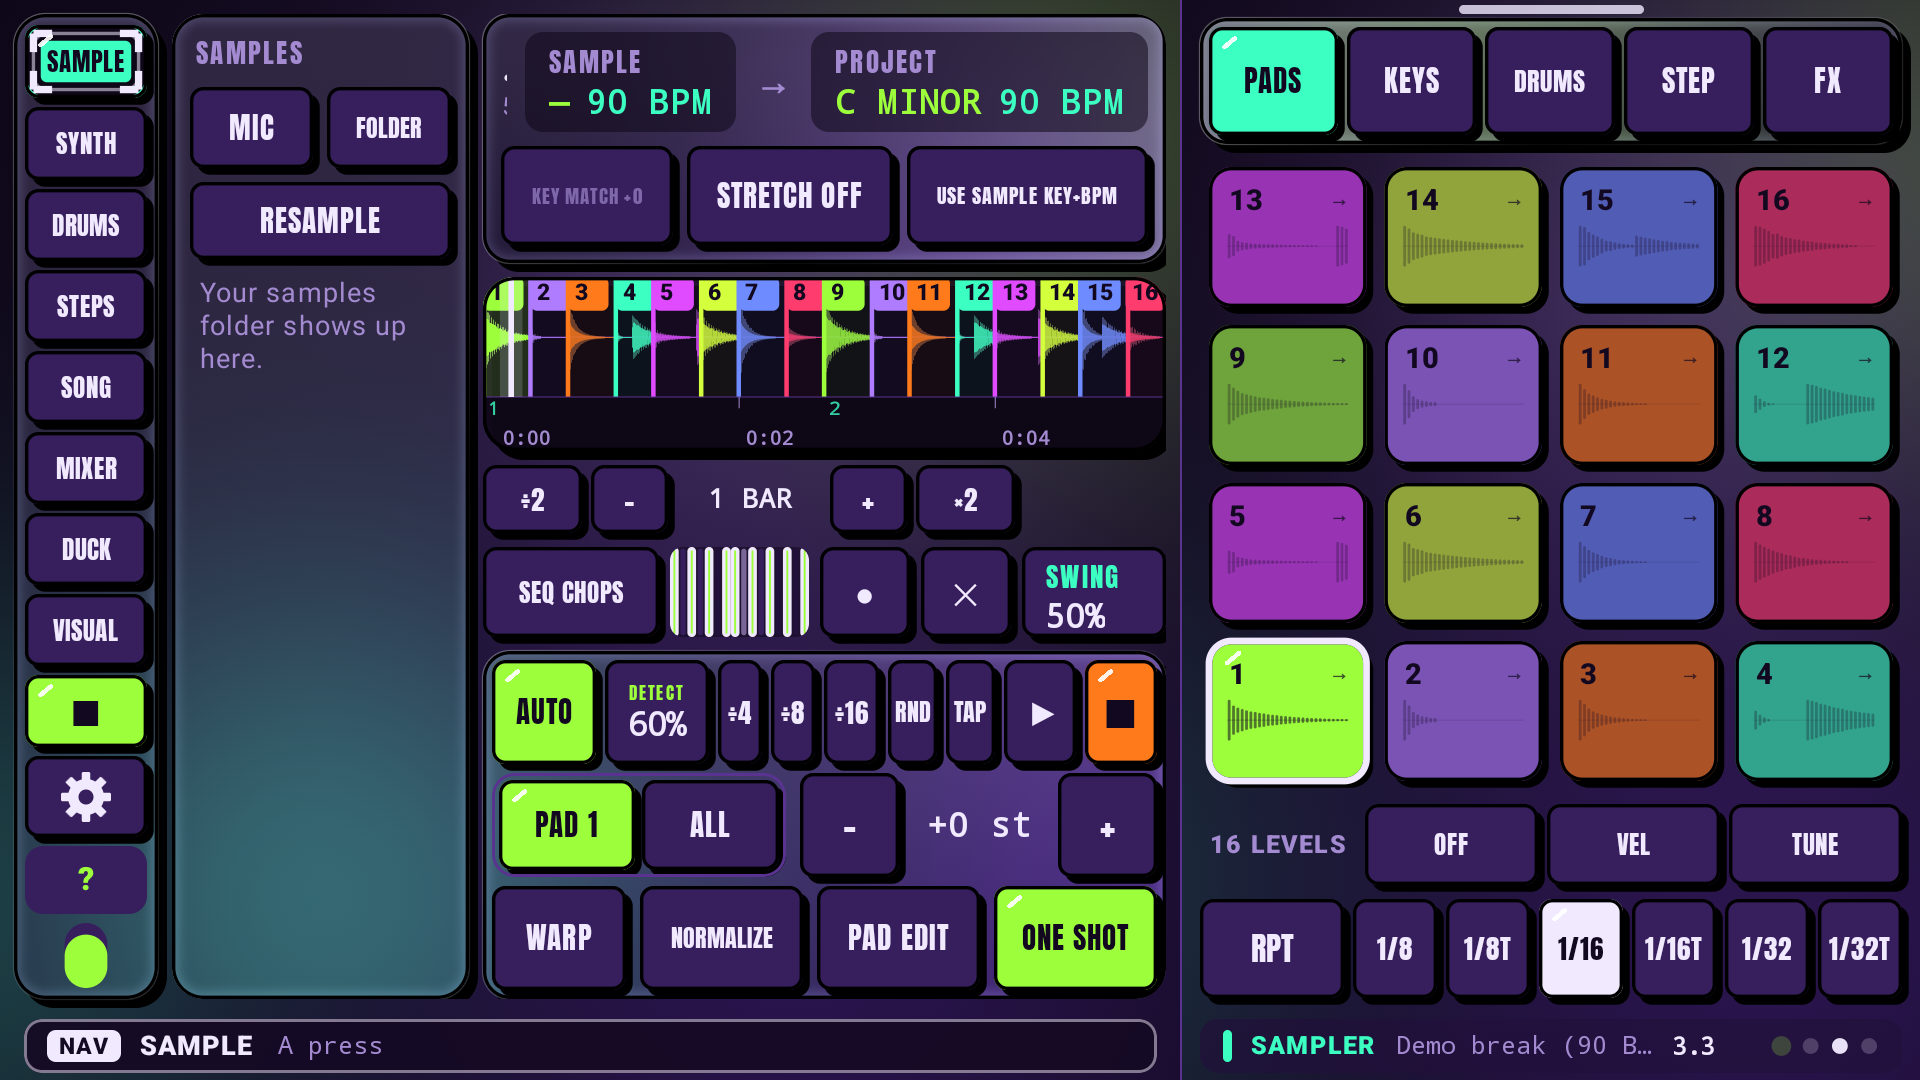 SAMPLE
SYNTH
DRUMS
STEPS
SONG
MIXER
DUCK
VISUAL
?
SAMPLES
MIC
FOLDER
RESAMPLE
Your samples
folder shows up
here.
SAMPLE
– 90 BPM
→
PROJECT
C MINOR 90 BPM
KEY MATCH +0
STRETCH OFF
USE SAMPLE KEY+BPM
1 2 3 4 5 6 7 8 9 10 11 12 13 14 15 16
1 2
0:00 0:02 0:04
÷2 - 1 BAR + ×2
SEQ CHOPS
SWING
50%
AUTO
DETECT
60%
÷4 ÷8 ÷16 RND TAP
PAD 1 ALL - +0 st +
WARP NORMALIZE PAD EDIT ONE SHOT
NAV SAMPLE A press
PADS KEYS DRUMS STEP FX
13 → 14 → 15 → 16 →
9 → 10 → 11 → 12 →
5 → 6 → 7 → 8 →
1 → 2 → 3 → 4 →
16 LEVELS OFF VEL TUNE
RPT 1/8 1/8T 1/16 1/16T 1/32 1/32T
SAMPLER Demo break (90 B… 3.3